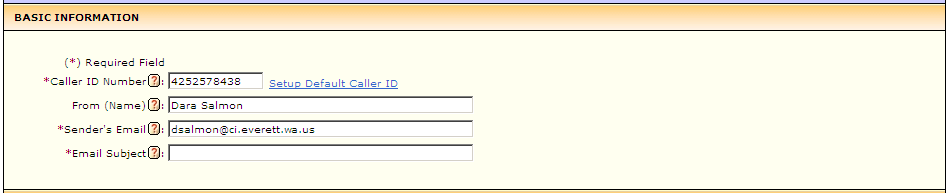 BASIC INFORMATION
(*) Required Field
*Caller ID Number?: 4252578438 Setup Default Caller ID
From (Name)?: Dara Salmon
*Sender's Email?: dsalmon@ci.everett.wa.us
*Email Subject?: